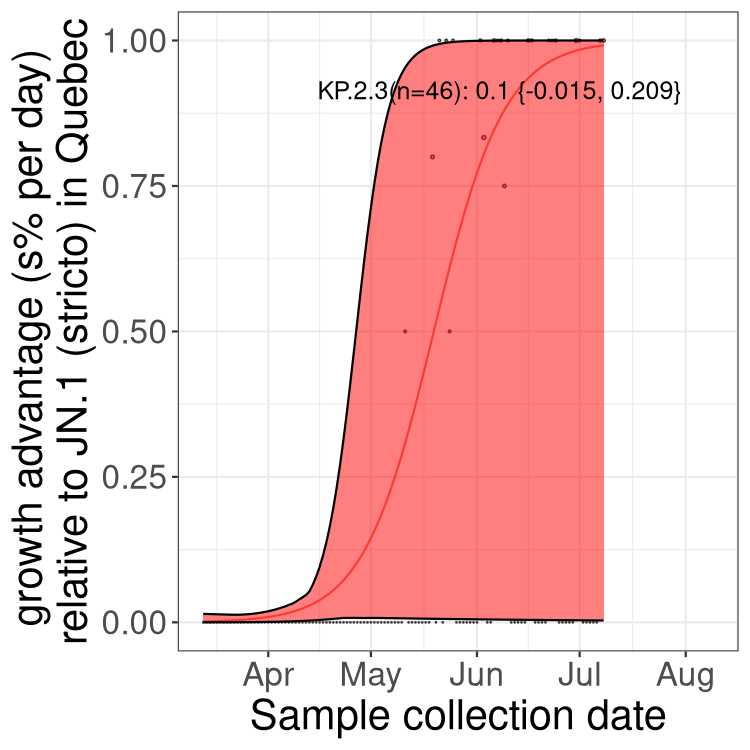 growth advantage (s% per day)
relative to JN.1 (stricto) in Quebec
1.00
0.75
0.50
0.25
0.00
KP.2.3(n=46): 0.1 {-0.015, 0.209}
Apr May Jun Jul Aug
Sample collection date